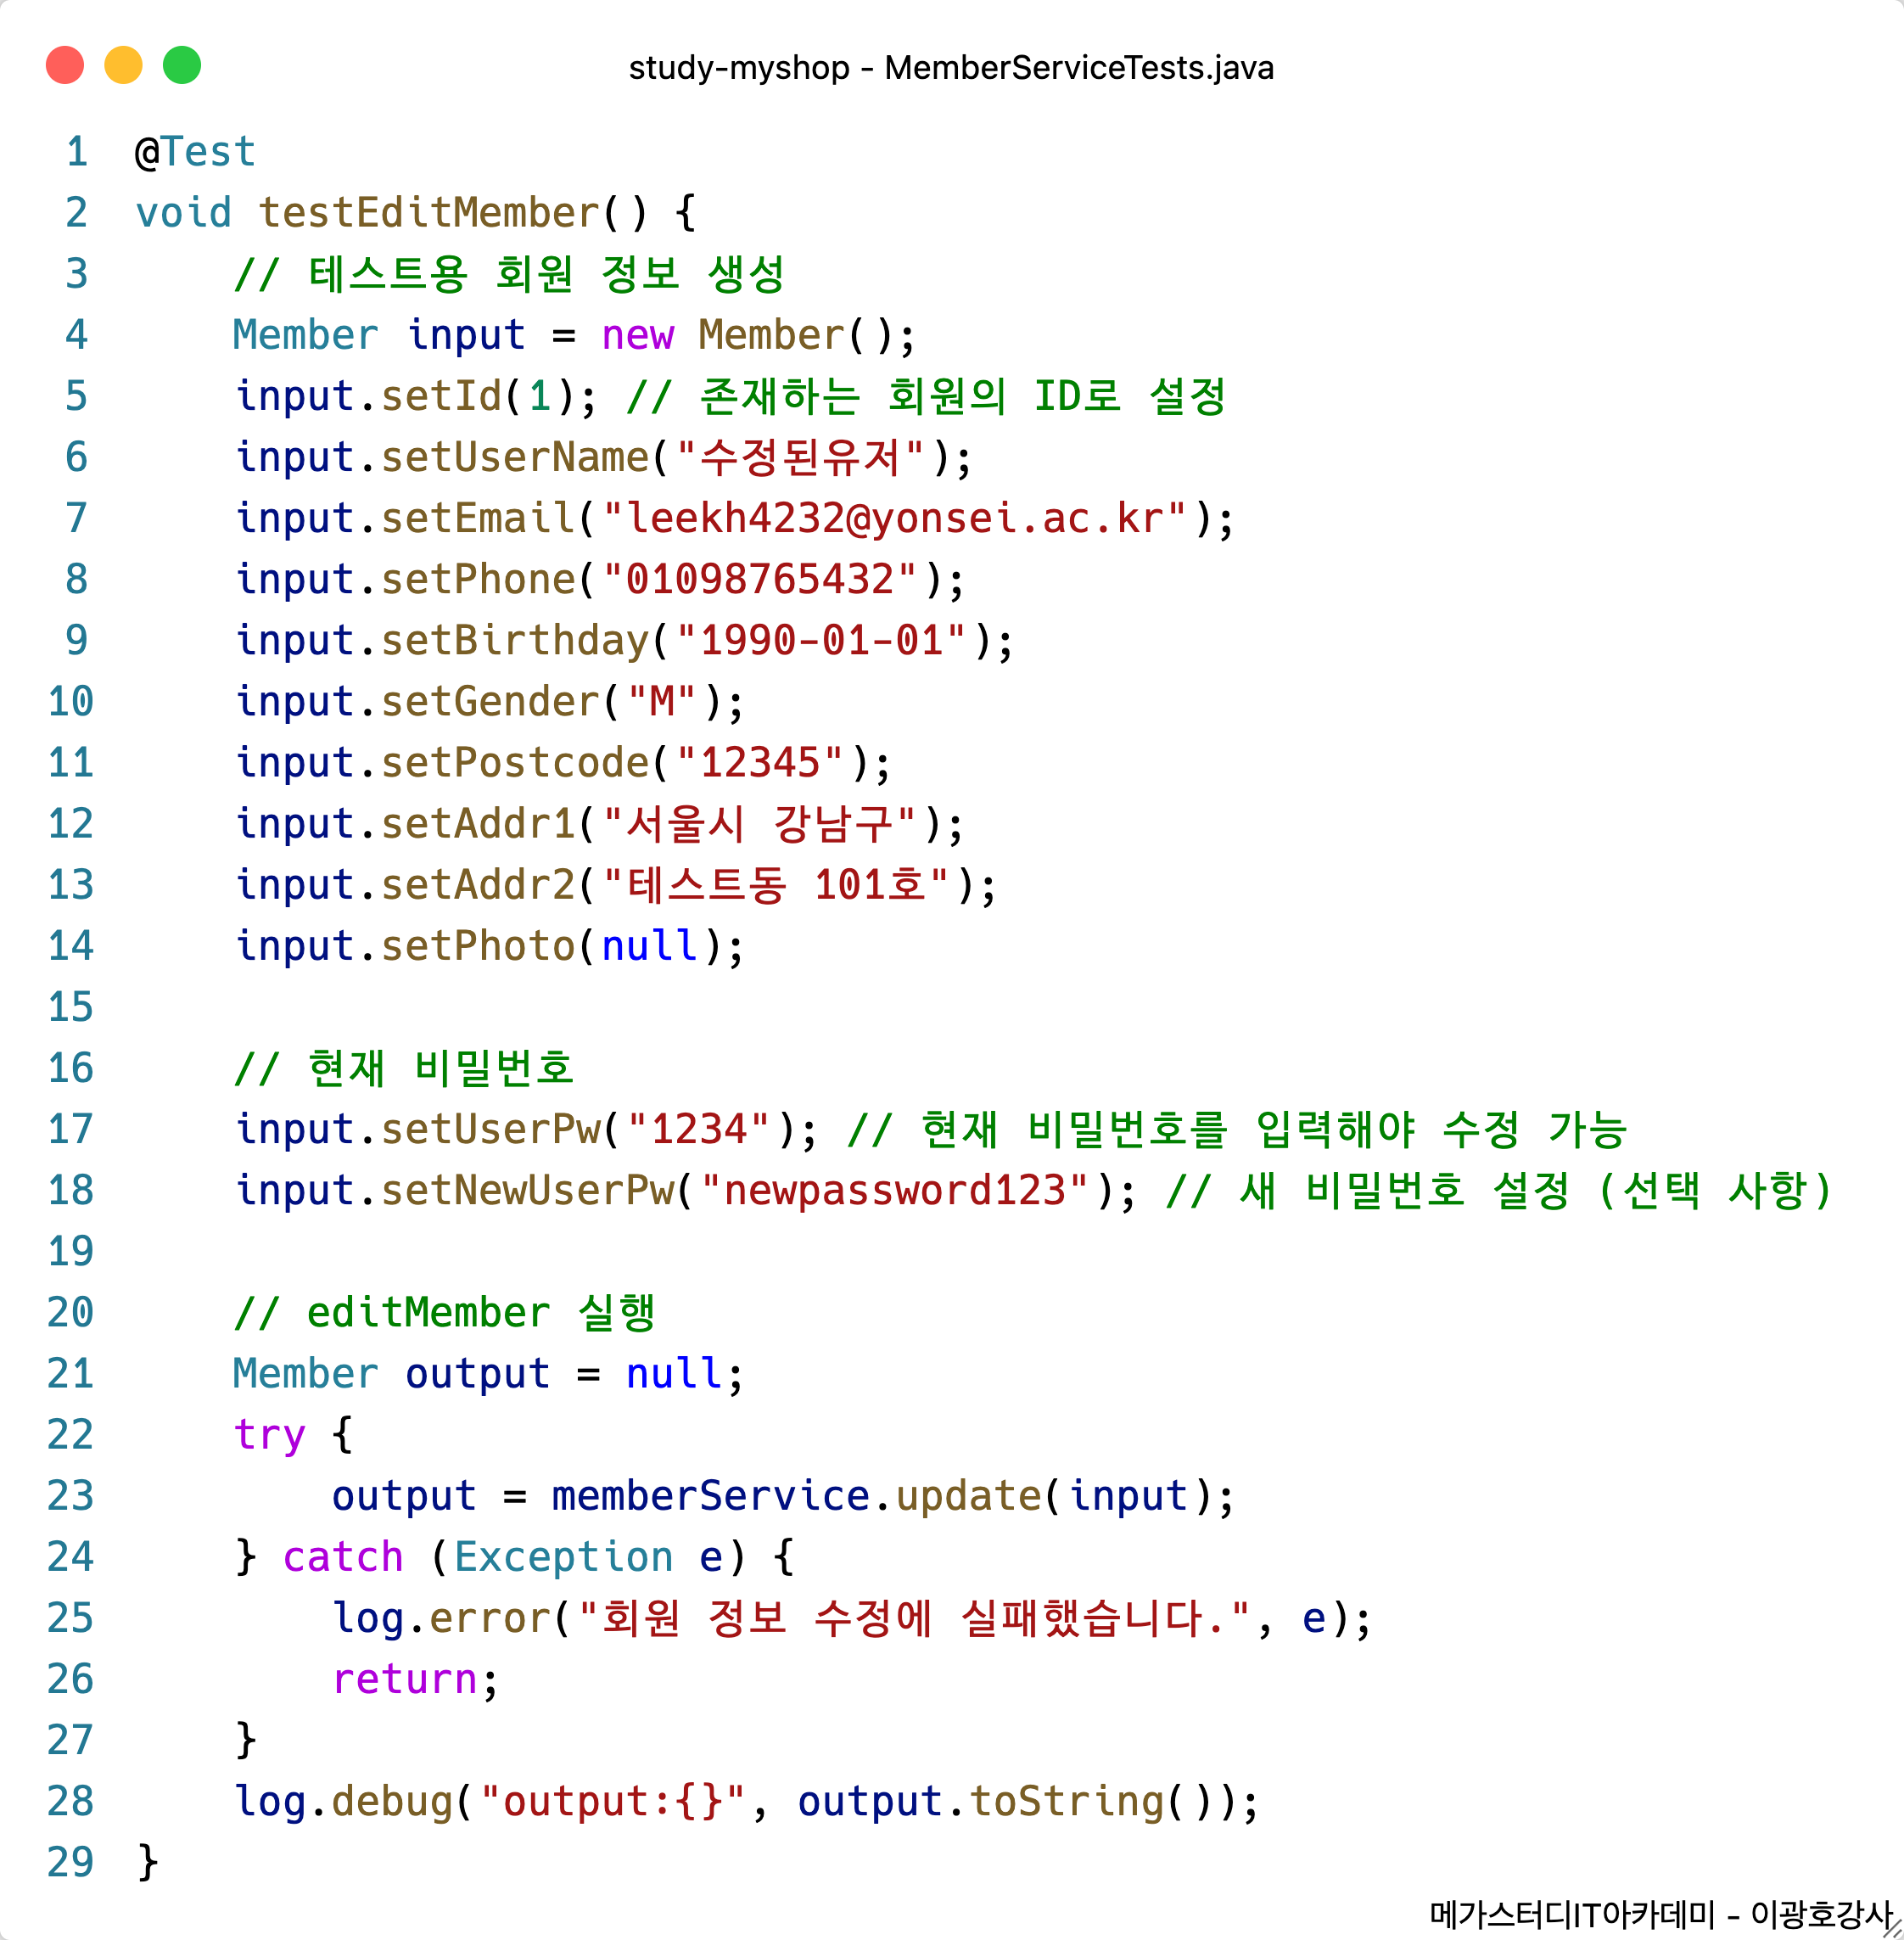 study-myshop - MemberServiceTests.java
1 @Test
2 void testEditMember() {
3     // 테스트용 회원 정보 생성
4     Member input = new Member();
5     input.setId(1); // 존재하는 회원의 ID로 설정
6     input.setUserName("수정된유저");
7     input.setEmail("leekh4232@yonsei.ac.kr");
8     input.setPhone("01098765432");
9     input.setBirthday("1990-01-01");
10     input.setGender("M");
11     input.setPostcode("12345");
12     input.setAddr1("서울시 강남구");
13     input.setAddr2("테스트동 101호");
14     input.setPhoto(null);
15
16     // 현재 비밀번호
17     input.setUserPw("1234"); // 현재 비밀번호를 입력해야 수정 가능
18     input.setNewUserPw("newpassword123"); // 새 비밀번호 설정 (선택 사항)
19
20     // editMember 실행
21     Member output = null;
22     try {
23         output = memberService.update(input);
24     } catch (Exception e) {
25         log.error("회원 정보 수정에 실패했습니다.", e);
26         return;
27     }
28     log.debug("output:{}", output.toString());
29 }
메가스터디IT아카데미 - 이광호강사